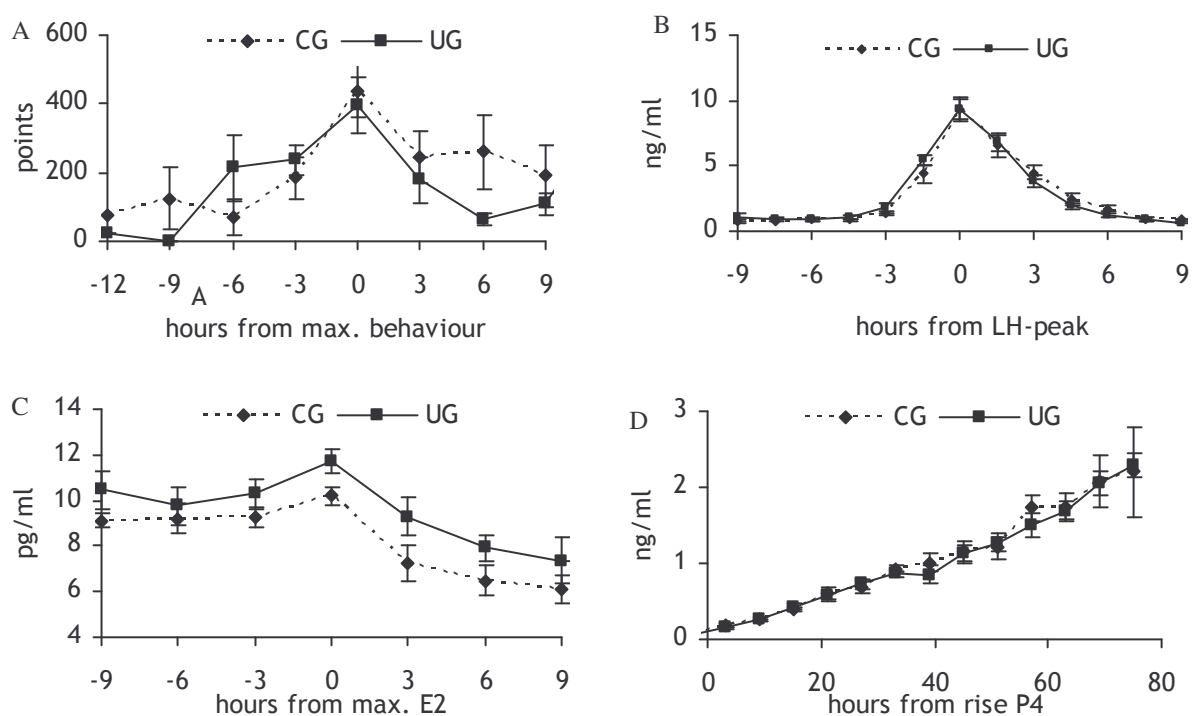 A
600
400
200
0
points
CG UG
-12 -9 -6 -3 0 3 6 9
A
hours from max. behaviour
B
15
10
5
0
ng/ml
CG UG
-9 -6 -3 0 3 6 9
hours from LH-peak
C
14
12
10
8
6
4
pg/ml
CG UG
-9 -6 -3 0 3 6 9
hours from max. E2
D
3
2
1
0
ng/ml
CG UG
0 20 40 60 80
hours from rise P4